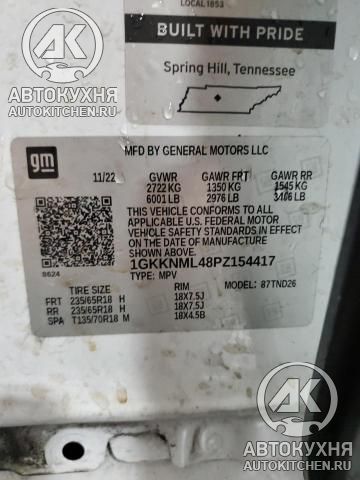 LOCAL 1853
BUILT WITH PRIDE
Spring Hill, Tennessee
АК
АВТОКУХНЯ
AVTOKITCHEN.RU
gm
MFD BY GENERAL MOTORS LLC
11/22 GVWR GAWR FRT GAWR RR
2722 KG 1350 KG 1545 KG
6001 LB 2976 LB 3406 LB
THIS VEHICLE CONFORMS TO ALL
APPLICABLE U.S. FEDERAL MOTOR
VEHICLE SAFETY STANDARDS IN
EFFECT ON THE DATE OF MANUFACTURE
SHOWN ABOVE
1GKKNML48PZ154417
8624
TYPE: MPV MODEL: 87TND26
TIRE SIZE RIM
FRT 235/65R18 H 18X7.5J
RR 235/65R18 H 18X7.5J
SPA T135/70R18 M 18X4.5B
АК
АВТОКУХНЯ
AVTOKITCHEN.RU